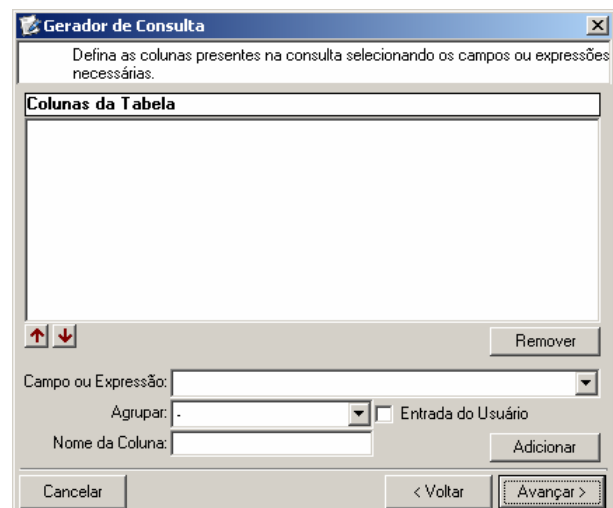 Gerador de Consulta
Defina as colunas presentes na consulta selecionando os campos ou expressões
necessárias.
Colunas da Tabela
Remover
Campo ou Expressão:
Agrupar: - Entrada do Usuário
Nome da Coluna: Adicionar
Cancelar < Voltar Avançar >